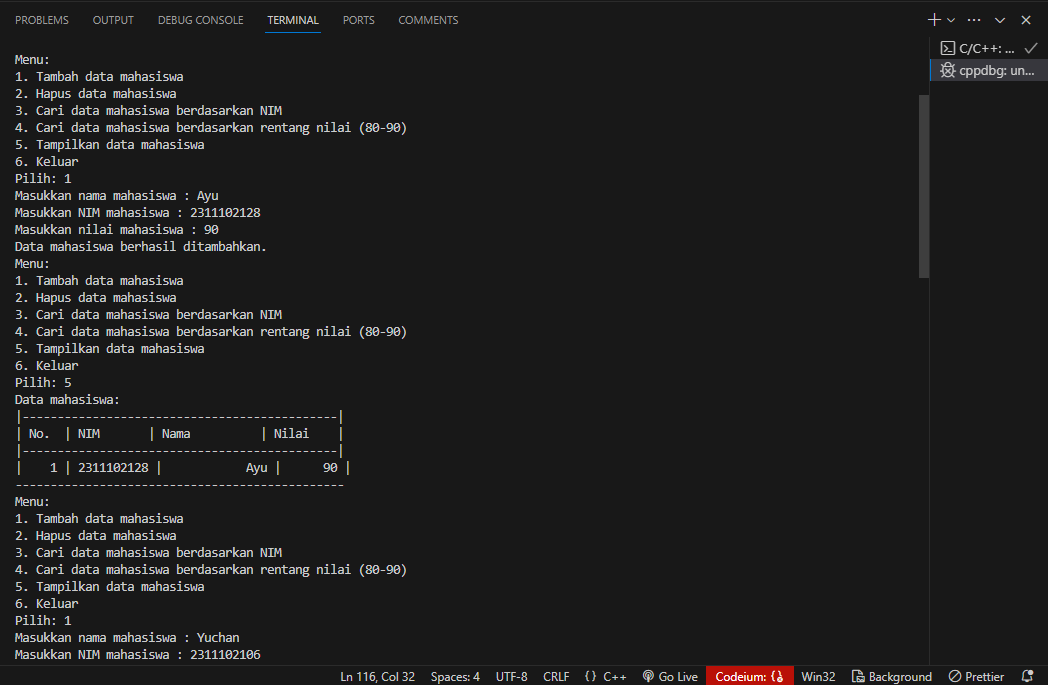 PROBLEMS OUTPUT DEBUG CONSOLE TERMINAL PORTS COMMENTS
C/C++: ...
cppdbg: un...
Menu:
1. Tambah data mahasiswa
2. Hapus data mahasiswa
3. Cari data mahasiswa berdasarkan NIM
4. Cari data mahasiswa berdasarkan rentang nilai (80-90)
5. Tampilkan data mahasiswa
6. Keluar
Pilih: 1
Masukkan nama mahasiswa : Ayu
Masukkan NIM mahasiswa : 2311102128
Masukkan nilai mahasiswa : 90
Data mahasiswa berhasil ditambahkan.
Menu:
1. Tambah data mahasiswa
2. Hapus data mahasiswa
3. Cari data mahasiswa berdasarkan NIM
4. Cari data mahasiswa berdasarkan rentang nilai (80-90)
5. Tampilkan data mahasiswa
6. Keluar
Pilih: 5
Data mahasiswa:
|---------------------------------------------|
| No.  | NIM       | Nama          | Nilai    |
|---------------------------------------------|
|    1 | 2311102128 |            Ayu |      90 |
-----------------------------------------------
Menu:
1. Tambah data mahasiswa
2. Hapus data mahasiswa
3. Cari data mahasiswa berdasarkan NIM
4. Cari data mahasiswa berdasarkan rentang nilai (80-90)
5. Tampilkan data mahasiswa
6. Keluar
Pilih: 1
Masukkan nama mahasiswa : Yuchan
Masukkan NIM mahasiswa : 2311102106
Ln 116, Col 32 Spaces: 4 UTF-8 CRLF {} C++ Go Live Codeium: {} Win32 Background Prettier